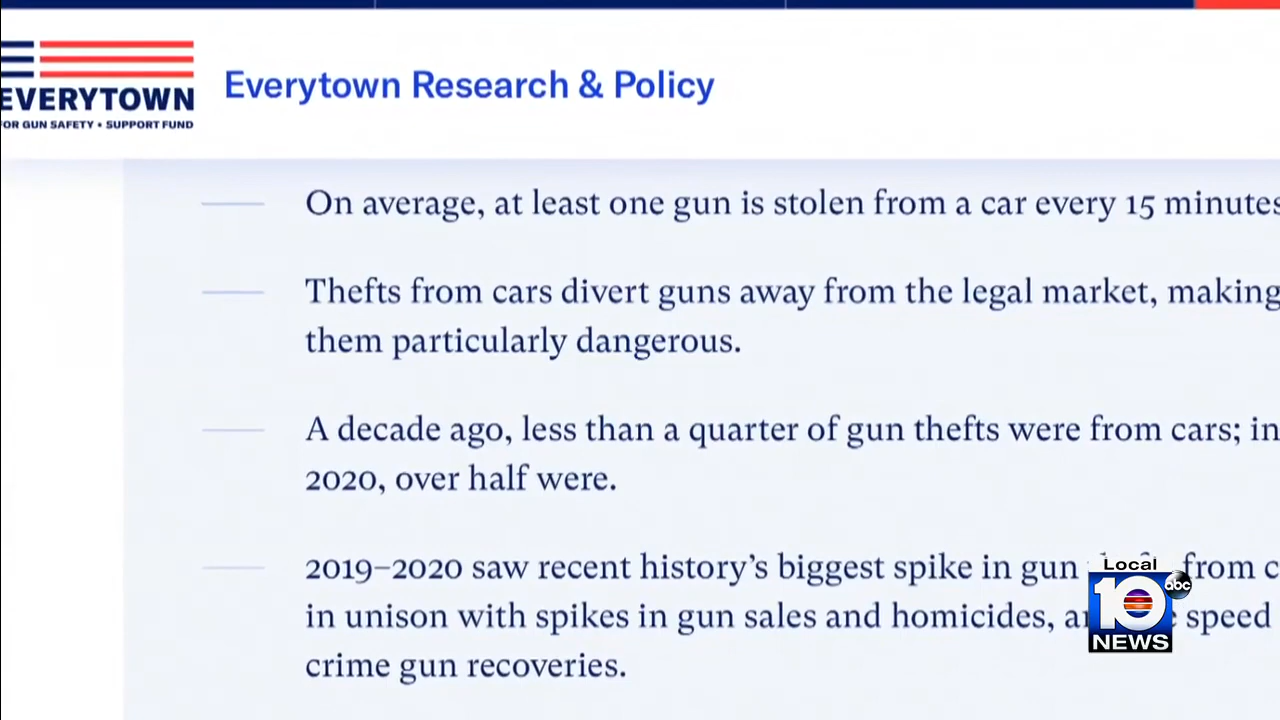 EVERYTOWN
FOR GUN SAFETY • SUPPORT FUND
Everytown Research & Policy
On average, at least one gun is stolen from a car every 15 minutes
Thefts from cars divert guns away from the legal market, making
them particularly dangerous.
A decade ago, less than a quarter of gun thefts were from cars; in
2020, over half were.
2019–2020 saw recent history's biggest spike in gun from
in unison with spikes in gun sales and homicides, speed
crime gun recoveries.
Local
10
abc
NEWS